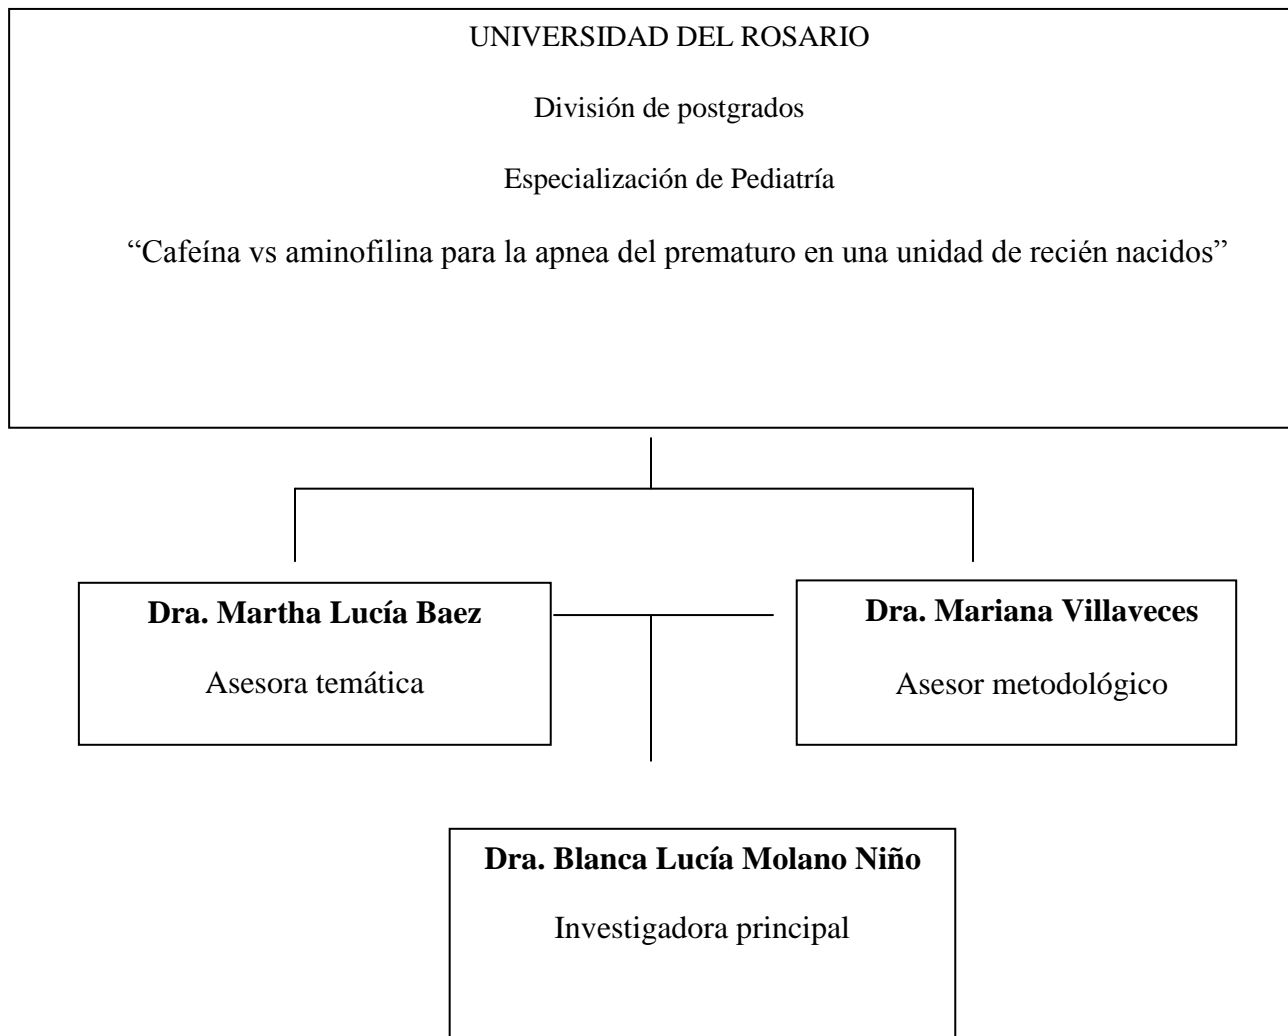 UNIVERSIDAD DEL ROSARIO
División de postgrados
Especialización de Pediatría
“Cafeína vs aminofilina para la apnea del prematuro en una unidad de recién nacidos”
Dra. Martha Lucía Baez
Asesora temática
Dra. Mariana Villaveces
Asesor metodológico
Dra. Blanca Lucía Molano Niño
Investigadora principal